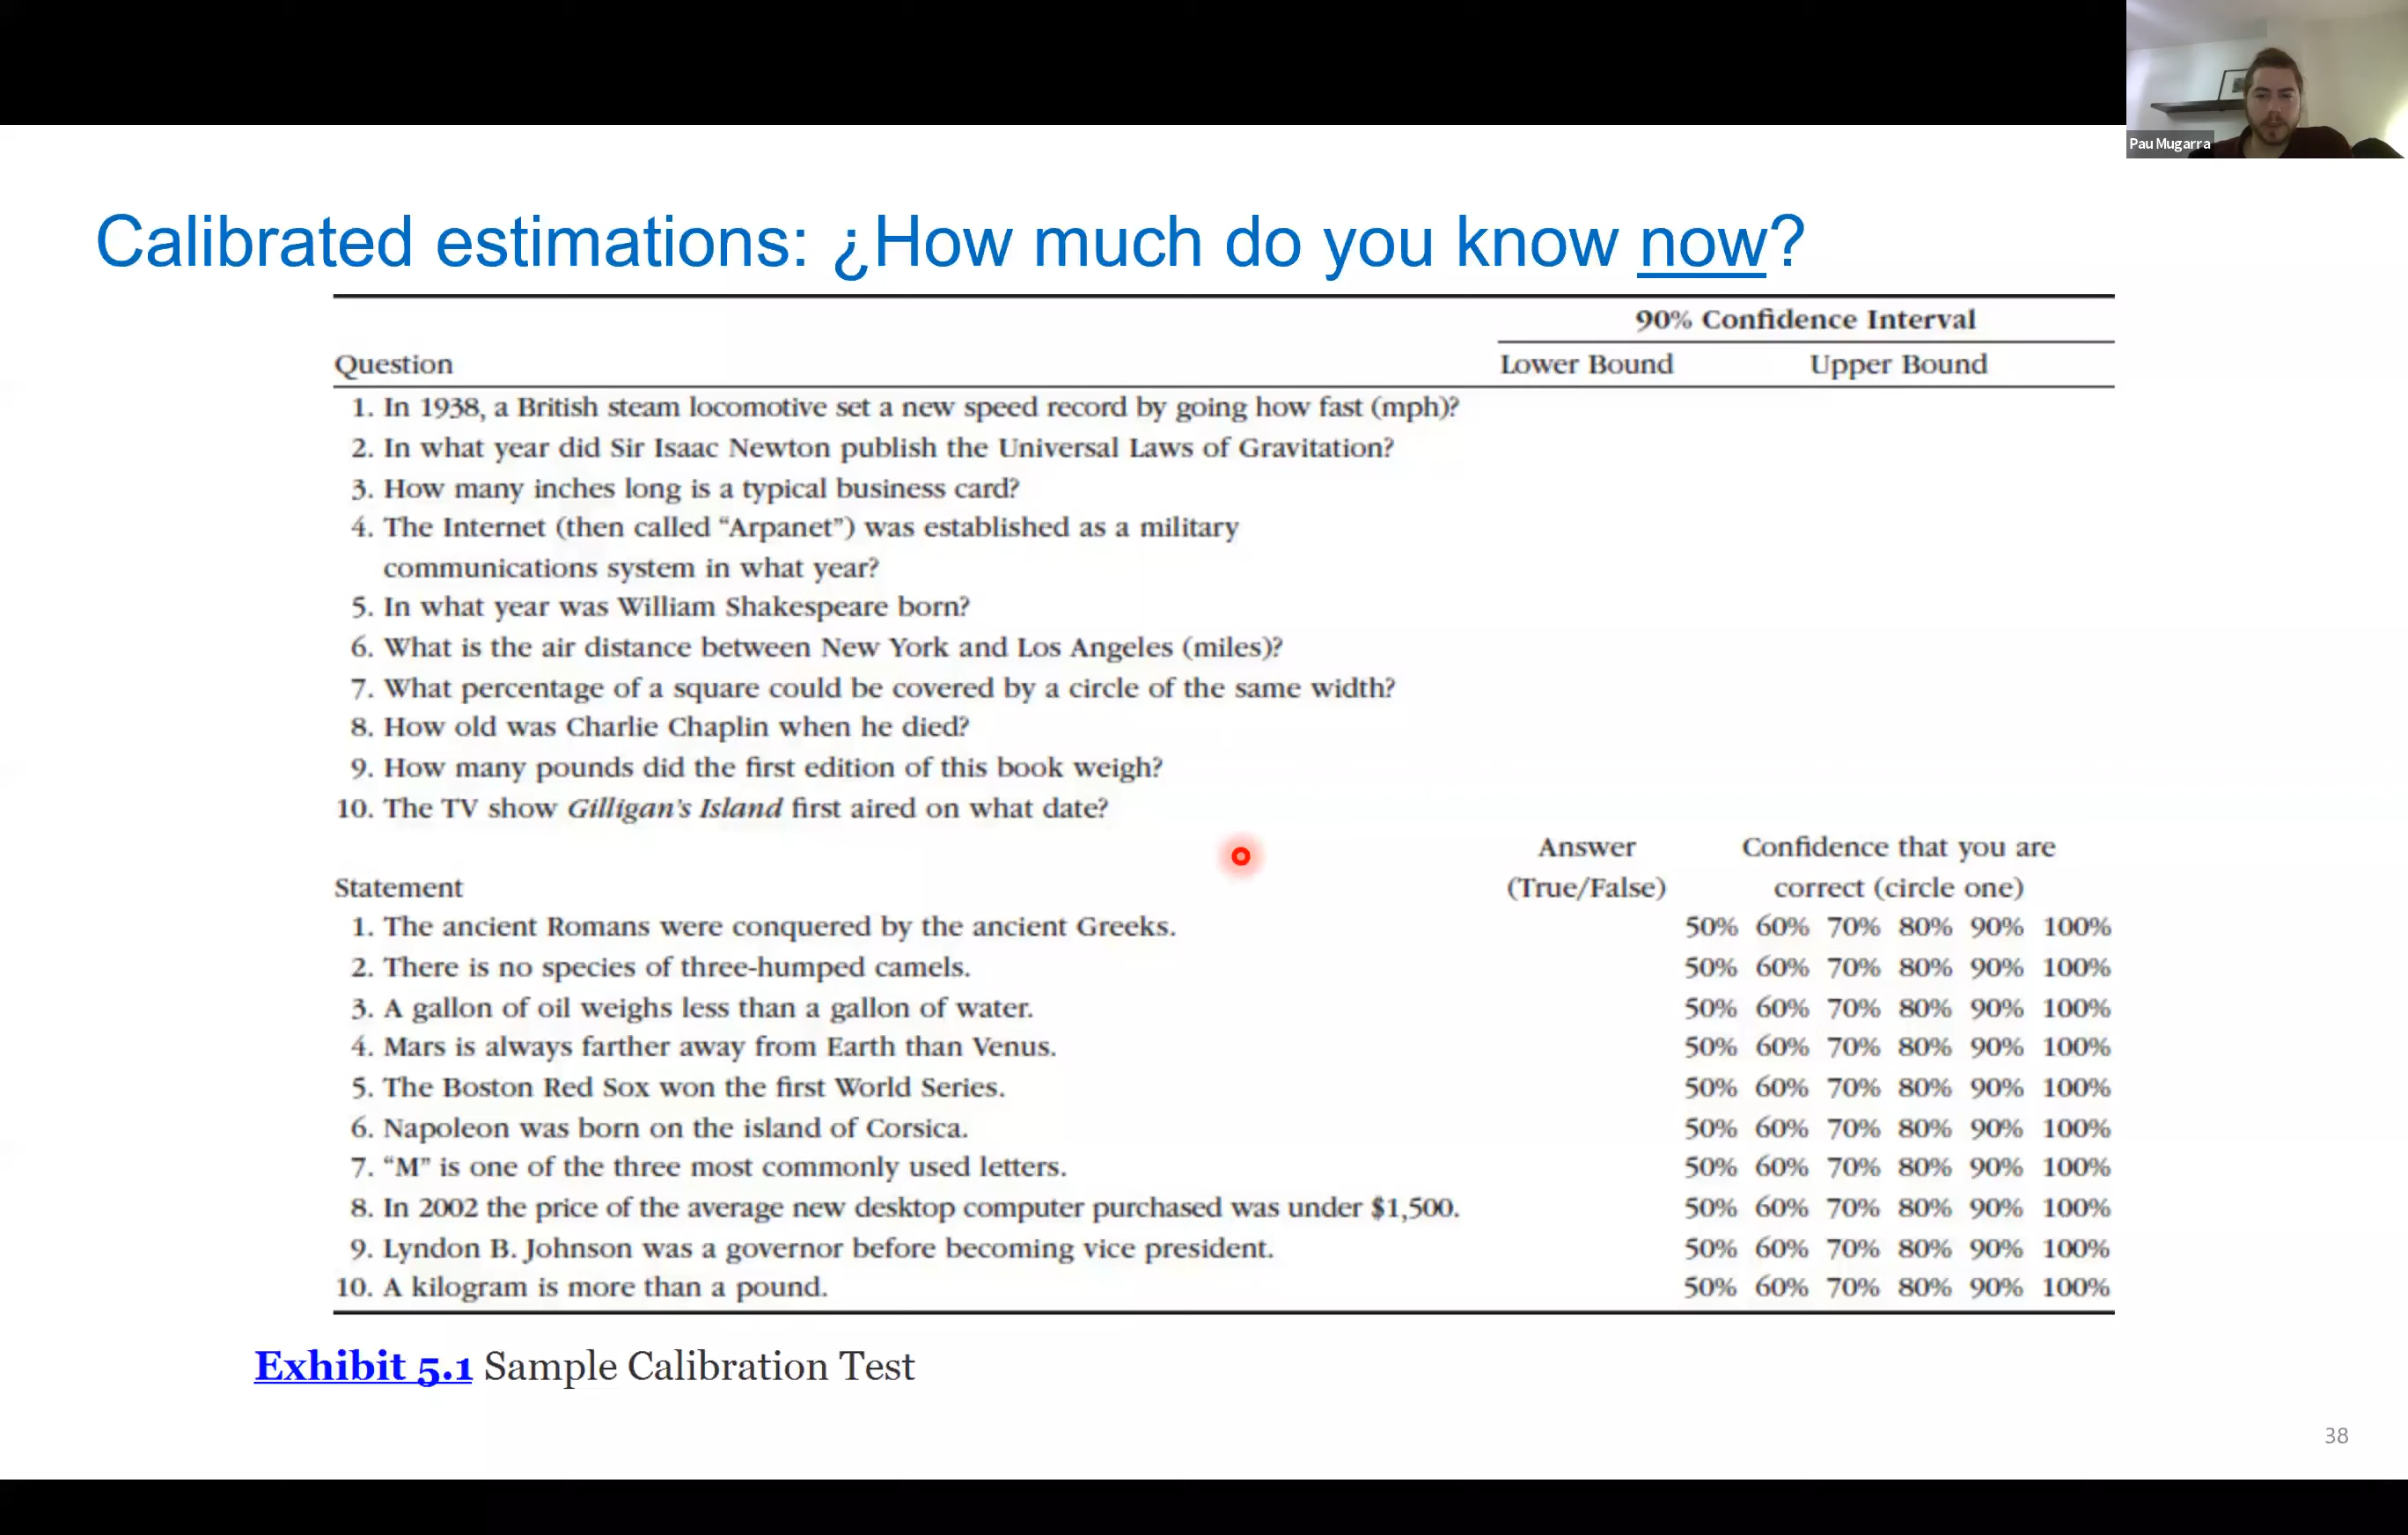 Pau Mugarra
Calibrated estimations: ¿How much do you know now?
90% Confidence Interval
Question Lower Bound Upper Bound
1. In 1938, a British steam locomotive set a new speed record by going how fast (mph)?
2. In what year did Sir Isaac Newton publish the Universal Laws of Gravitation?
3. How many inches long is a typical business card?
4. The Internet (then called “Arpanet”) was established as a military
communications system in what year?
5. In what year was William Shakespeare born?
6. What is the air distance between New York and Los Angeles (miles)?
7. What percentage of a square could be covered by a circle of the same width?
8. How old was Charlie Chaplin when he died?
9. How many pounds did the first edition of this book weigh?
10. The TV show Gilligan’s Island first aired on what date?
Answer Confidence that you are
Statement (True/False) correct (circle one)
1. The ancient Romans were conquered by the ancient Greeks. 50% 60% 70% 80% 90% 100%
2. There is no species of three-humped camels. 50% 60% 70% 80% 90% 100%
3. A gallon of oil weighs less than a gallon of water. 50% 60% 70% 80% 90% 100%
4. Mars is always farther away from Earth than Venus. 50% 60% 70% 80% 90% 100%
5. The Boston Red Sox won the first World Series. 50% 60% 70% 80% 90% 100%
6. Napoleon was born on the island of Corsica. 50% 60% 70% 80% 90% 100%
7. “M” is one of the three most commonly used letters. 50% 60% 70% 80% 90% 100%
8. In 2002 the price of the average new desktop computer purchased was under $1,500. 50% 60% 70% 80% 90% 100%
9. Lyndon B. Johnson was a governor before becoming vice president. 50% 60% 70% 80% 90% 100%
10. A kilogram is more than a pound. 50% 60% 70% 80% 90% 100%
Exhibit 5.1 Sample Calibration Test
38